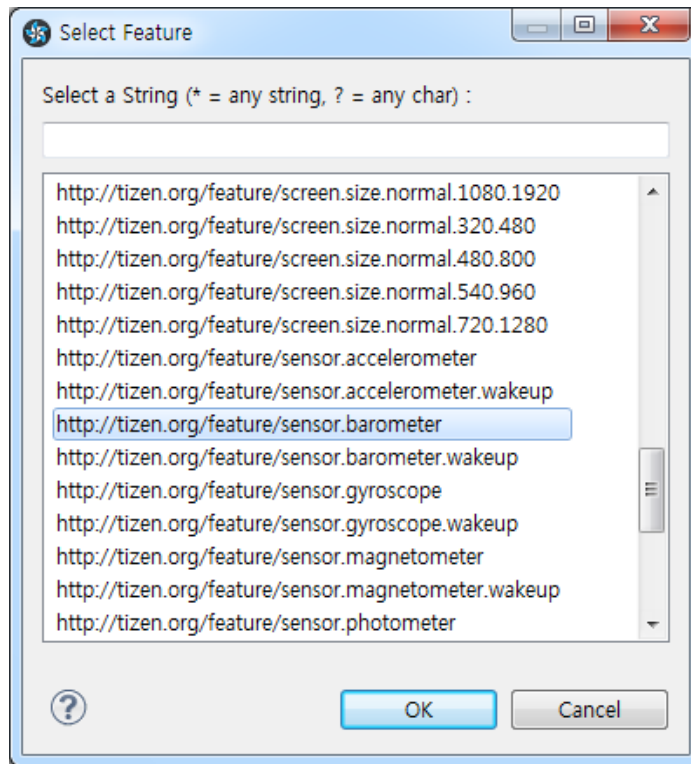 Select Feature
Select a String (* = any string, ? = any char) :
http://tizen.org/feature/screen.size.normal.1080.1920
http://tizen.org/feature/screen.size.normal.320.480
http://tizen.org/feature/screen.size.normal.480.800
http://tizen.org/feature/screen.size.normal.540.960
http://tizen.org/feature/screen.size.normal.720.1280
http://tizen.org/feature/sensor.accelerometer
http://tizen.org/feature/sensor.accelerometer.wakeup
http://tizen.org/feature/sensor.barometer
http://tizen.org/feature/sensor.barometer.wakeup
http://tizen.org/feature/sensor.gyroscope
http://tizen.org/feature/sensor.gyroscope.wakeup
http://tizen.org/feature/sensor.magnetometer
http://tizen.org/feature/sensor.magnetometer.wakeup
http://tizen.org/feature/sensor.photometer
? OK Cancel